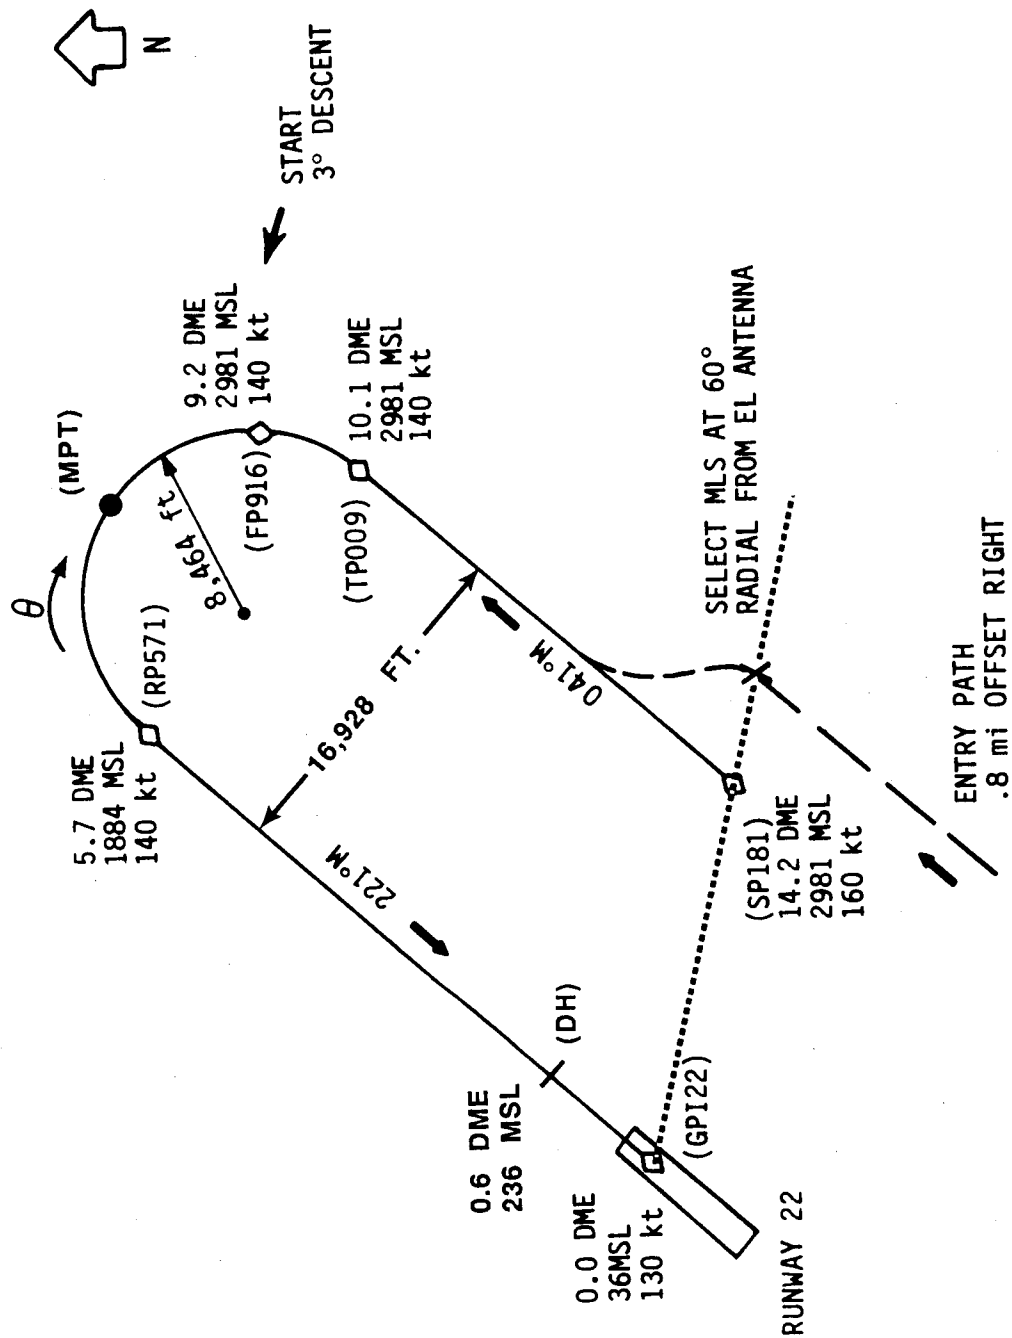 N
START
3° DESCENT
9.2 DME
2981 MSL
140 kt
10.1 DME
2981 MSL
140 kt
(MPT)
(FP916)
(TP009)
8,464 ft
θ
(RP571)
5.7 DME
1884 MSL
140 kt
16,928 FT.
041°M
221°M
SELECT MLS AT 60°
RADIAL FROM EL ANTENNA
ENTRY PATH
.8 mi OFFSET RIGHT
(SP181)
14.2 DME
2981 MSL
160 kt
(DH)
0.6 DME
236 MSL
(GPI22)
0.0 DME
36MSL
130 kt
RUNWAY 22